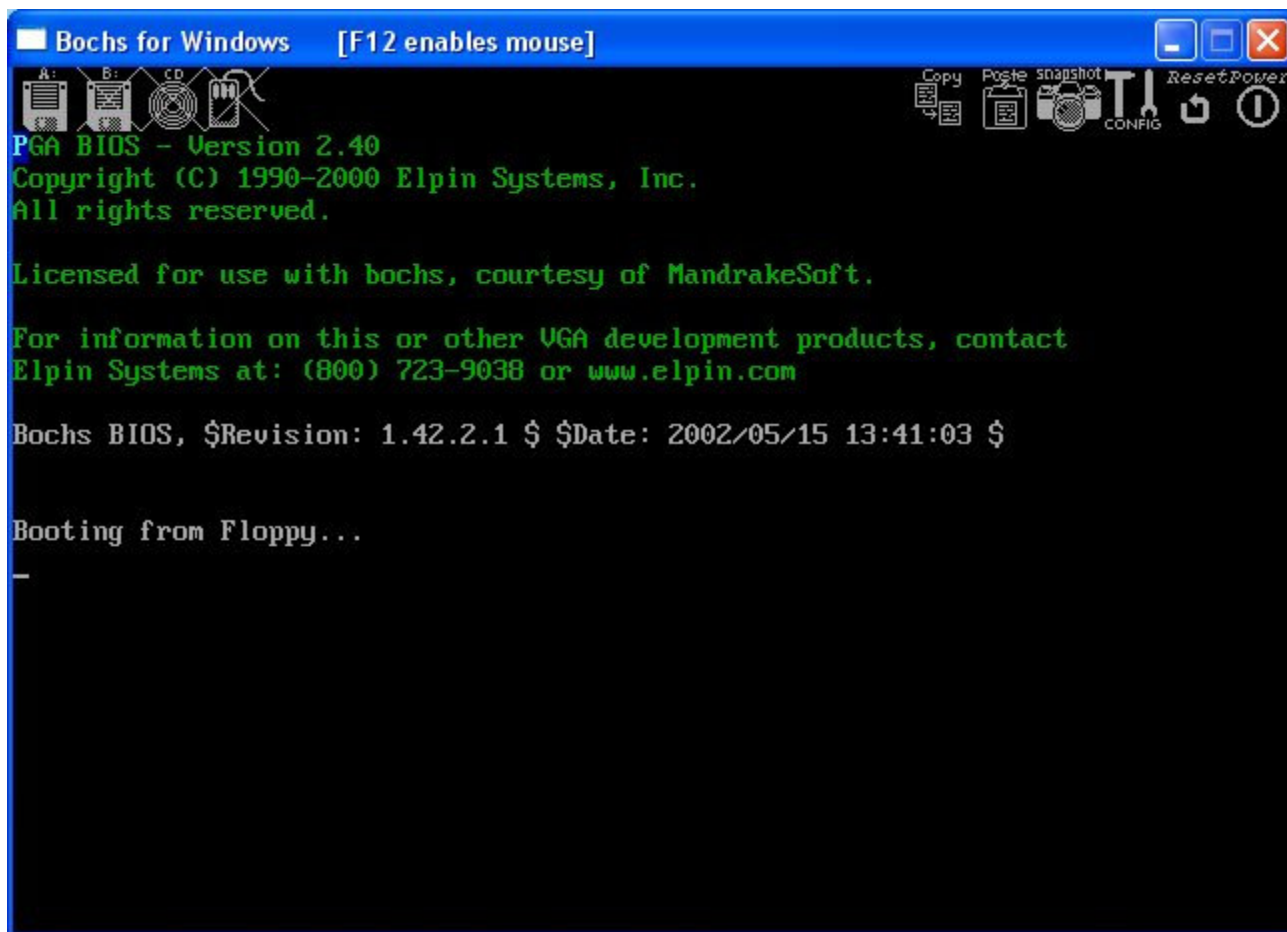 Bochs for Windows [F12 enables mouse]
A: B: CD Copy Paste snapshot CONFIG Reset Power
PGA BIOS - Version 2.40
Copyright (C) 1990-2000 Elpin Systems, Inc.
All rights reserved.
Licensed for use with bochs, courtesy of MandrakeSoft.
For information on this or other VGA development products, contact
Elpin Systems at: (800) 723-9038 or www.elpin.com
Bochs BIOS, $Revision: 1.42.2.1 $ $Date: 2002/05/15 13:41:03 $
Booting from Floppy...
_